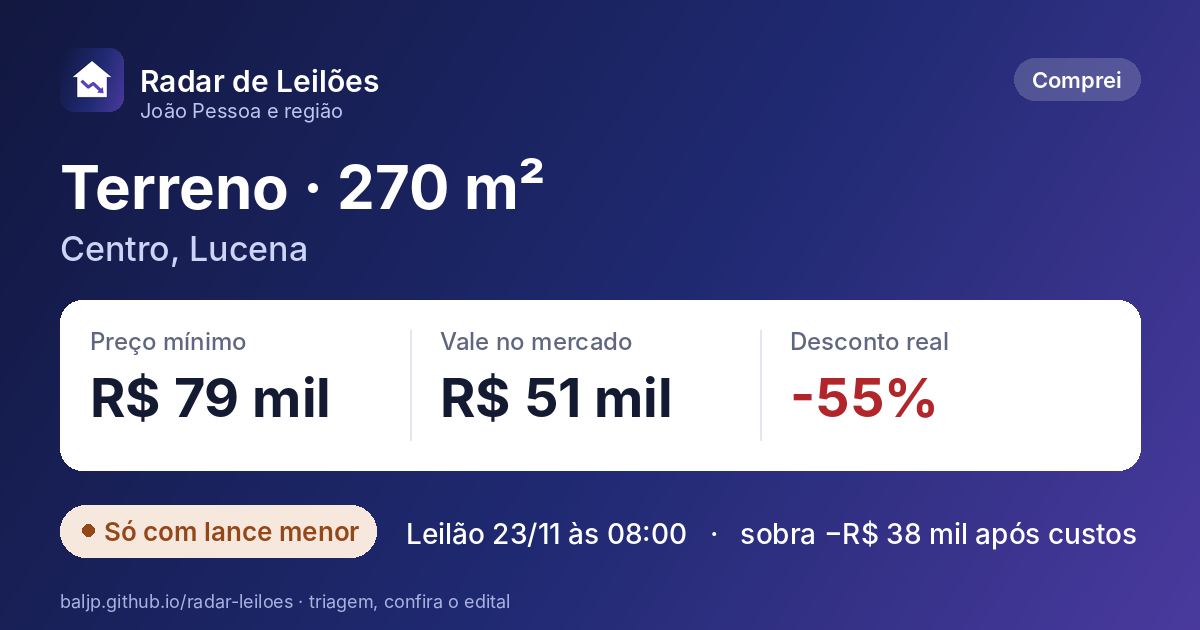 Radar de Leilões
João Pessoa e região
Comprei
Terreno · 270 m²
Centro, Lucena
Preço mínimo
R$ 79 mil
Vale no mercado
R$ 51 mil
Desconto real
-55%
Só com lance menor
Leilão 23/11 às 08:00 · sobra −R$ 38 mil após custos
baljp.github.io/radar-leiloes · triagem, confira o edital